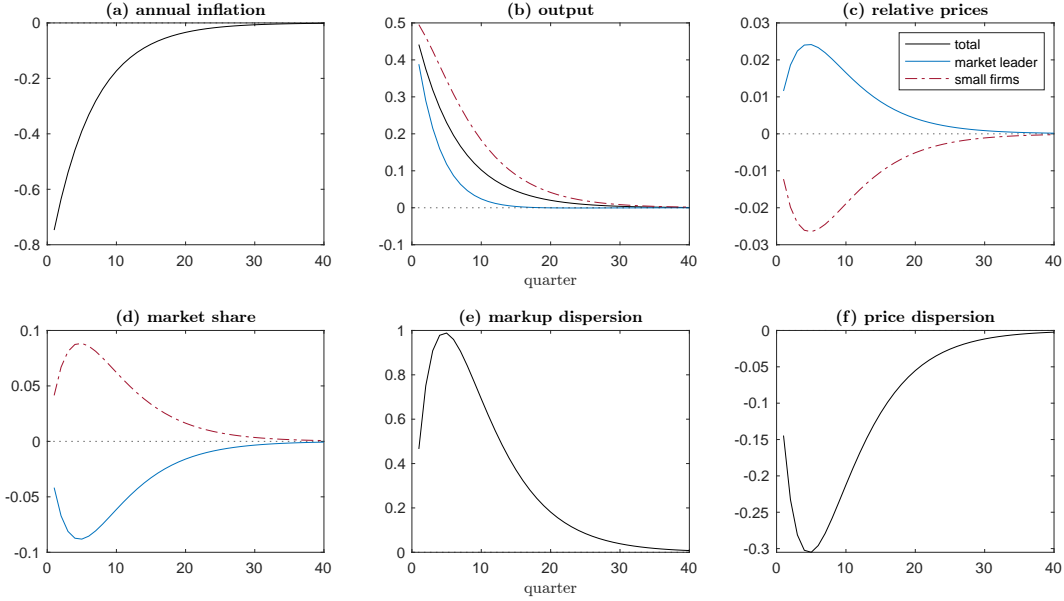 (a) annual inflation
0
-0.2
-0.4
-0.6
-0.8
0 10 20 30 40
(b) output
0.5
0.4
0.3
0.2
0.1
0
-0.1
0 10 20 30 40
quarter
(c) relative prices
0.03
0.02
0.01
0
-0.01
-0.02
-0.03
0 10 20 30 40
total
market leader
small firms
(d) market share
0.1
0.05
0
-0.05
-0.1
0 10 20 30 40
(e) markup dispersion
1
0.8
0.6
0.4
0.2
0
0 10 20 30 40
quarter
(f) price dispersion
0
-0.05
-0.1
-0.15
-0.2
-0.25
-0.3
0 10 20 30 40